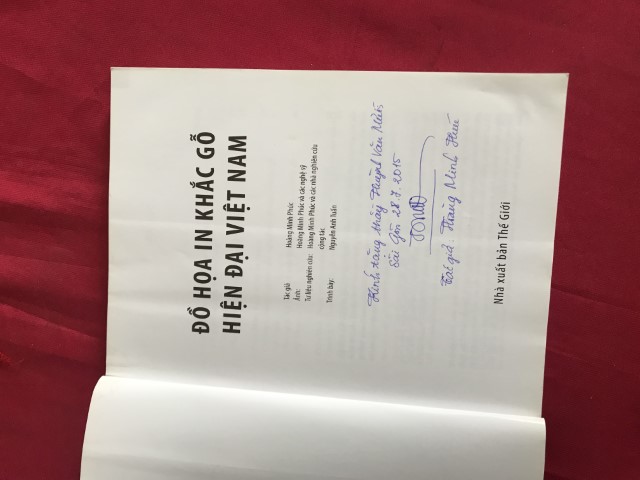 ĐỒ HỌA IN KHẮC GỖ
HIỆN ĐẠI VIỆT NAM
Tác giả: Hoàng Minh Phúc
Ảnh: Hoàng Minh Phúc và các nghệ sỹ
Tư liệu nghiên cứu: Hoàng Minh Phúc và các nhà nghiên cứu
cộng tác
Trình bày: Nguyễn Anh Tuấn
Kính tặng thầy Huỳnh Văn Mười
Sài Gòn 28.7.2015
Tác giả: Hoàng Minh Phúc
Nhà xuất bản Thế Giới